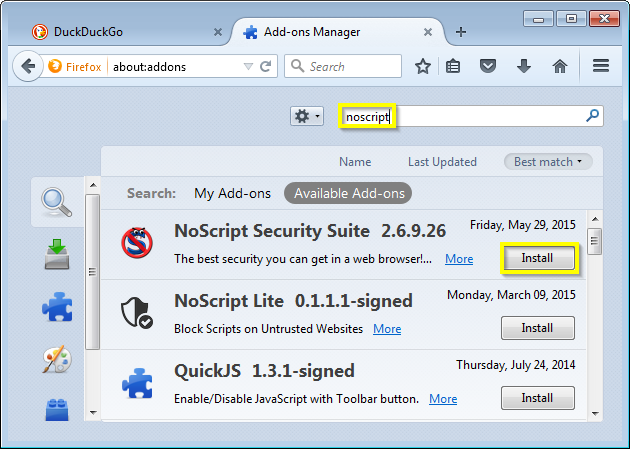 DuckDuckGo
Add-ons Manager
Firefox about:addons Search
noscript
Name Last Updated Best match
Search: My Add-ons Available Add-ons
NoScript Security Suite 2.6.9.26 Friday, May 29, 2015
The best security you can get in a web browser!... More Install
NoScript Lite 0.1.1.1-signed Monday, March 09, 2015
Block Scripts on Untrusted Websites More Install
QuickJS 1.3.1-signed Thursday, July 24, 2014
Enable/Disable JavaScript with Toolbar button. More Install